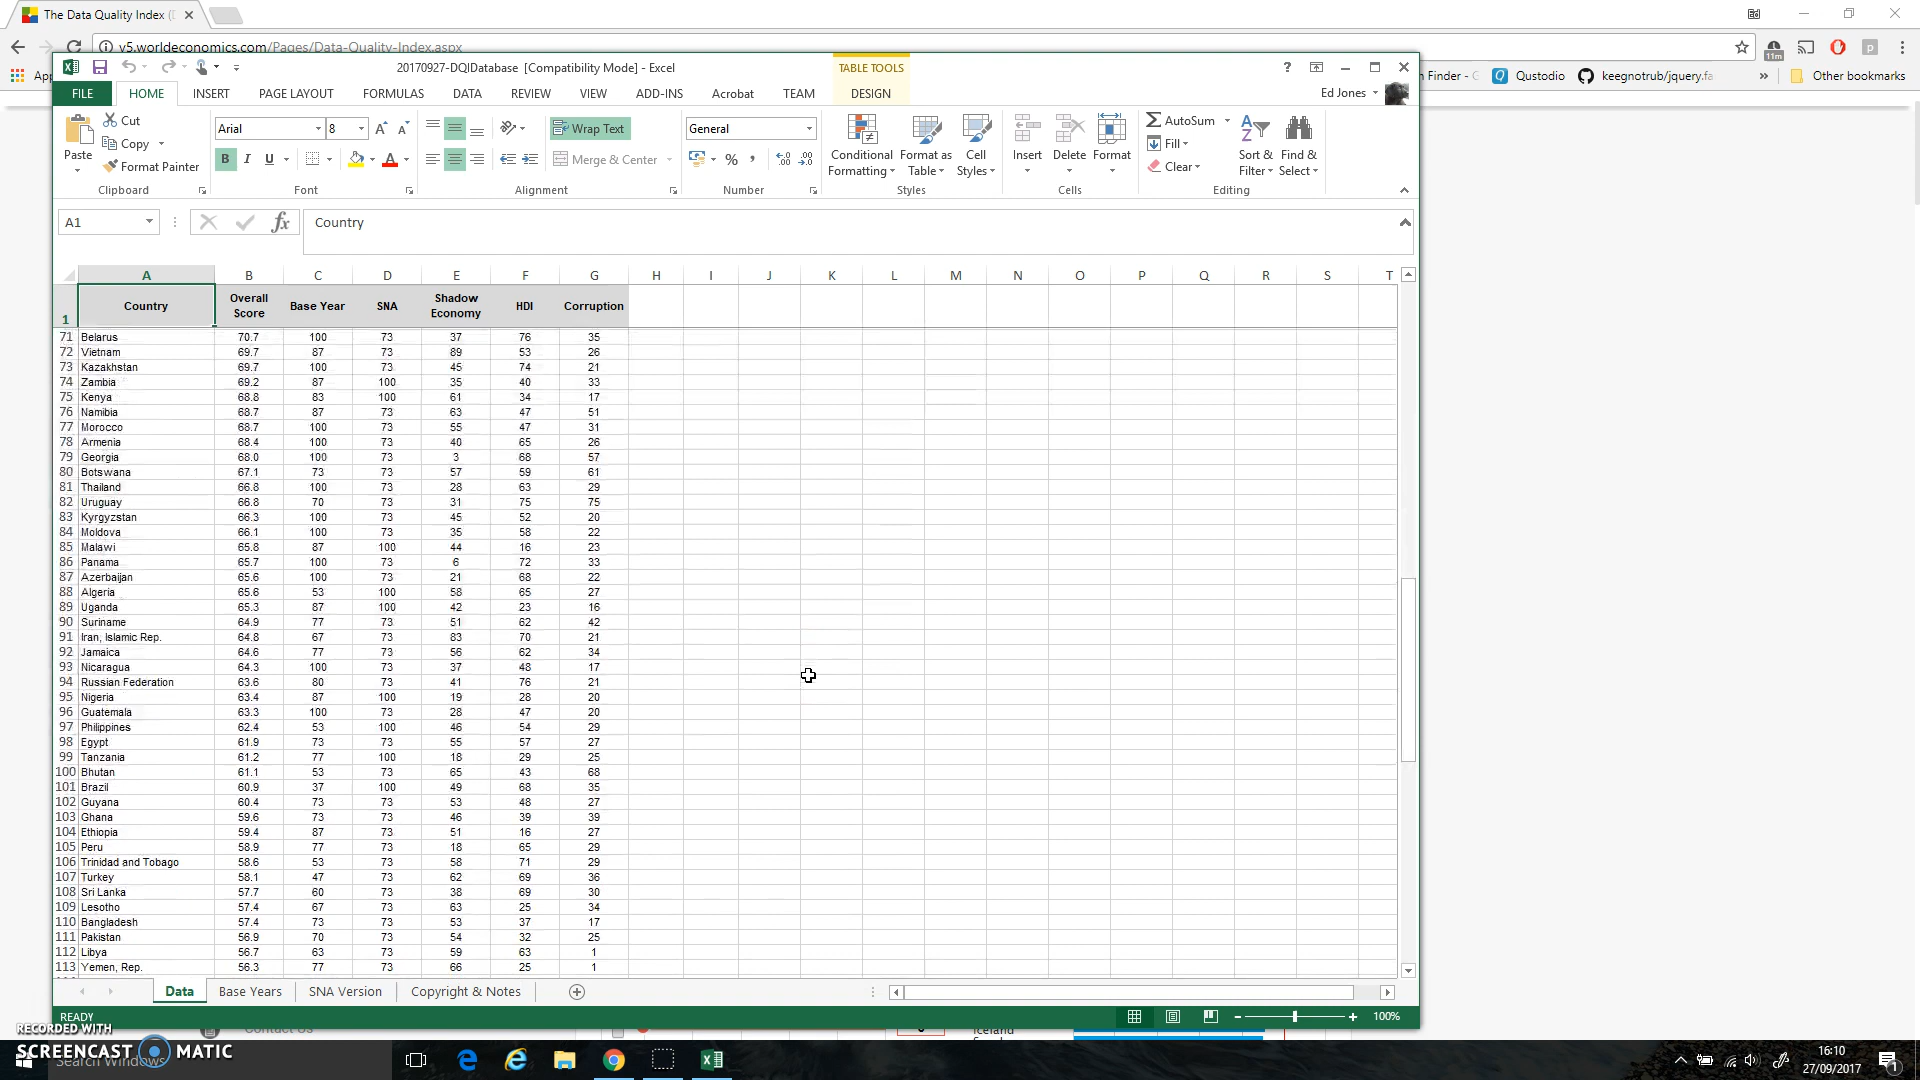 The Data Quality Index (
v5.worldeconomics.com/Pages/Data-Quality-Index.aspx
11m
Finder -
Qustodio
keegnotrub/jquery.fa
» Other bookmarks
20170927-DQIDatabase [Compatibility Mode] - Excel
TABLE TOOLS
FILE HOME INSERT PAGE LAYOUT FORMULAS DATA REVIEW VIEW ADD-INS Acrobat TEAM DESIGN
Ed Jones
Paste
Cut
Copy
Format Painter
Clipboard
Arial 8
B I U
Font
Wrap Text
Merge & Center
Alignment
General
%
Number
Conditional Formatting
Format as Table
Cell Styles
Styles
Insert Delete Format
Cells
AutoSum
Fill
Clear
Sort & Filter
Find & Select
Editing
A1 fx Country
A B C D E F G H I J K L M N O P Q R S T
1 Country Overall Score Base Year SNA Shadow Economy HDI Corruption
71 Belarus 70.7 100 73 37 76 35
72 Vietnam 69.7 87 73 89 53 26
73 Kazakhstan 69.7 100 73 45 74 21
74 Zambia 69.2 87 100 35 40 33
75 Kenya 68.8 83 100 61 34 17
76 Namibia 68.7 87 73 63 47 51
77 Morocco 68.7 100 73 55 47 31
78 Armenia 68.4 100 73 40 65 26
79 Georgia 68.0 100 73 3 68 57
80 Botswana 67.1 73 73 57 59 61
81 Thailand 66.8 100 73 28 63 29
82 Uruguay 66.8 70 73 31 75 75
83 Kyrgyzstan 66.3 100 73 45 52 20
84 Moldova 66.1 100 73 35 58 22
85 Malawi 65.8 87 100 44 16 23
86 Panama 65.7 100 73 6 72 33
87 Azerbaijan 65.6 100 73 21 68 22
88 Algeria 65.6 53 100 58 65 27
89 Uganda 65.3 87 100 42 23 16
90 Suriname 64.9 77 73 51 62 42
91 Iran, Islamic Rep. 64.8 67 73 83 70 21
92 Jamaica 64.6 77 73 56 62 34
93 Nicaragua 64.3 100 73 37 48 17
94 Russian Federation 63.6 80 73 41 76 21
95 Nigeria 63.4 87 100 19 28 20
96 Guatemala 63.3 100 73 28 47 20
97 Philippines 62.4 53 100 46 54 29
98 Egypt 61.9 73 73 55 57 27
99 Tanzania 61.2 77 100 18 29 25
100 Bhutan 61.1 53 73 65 43 68
101 Brazil 60.9 37 100 49 68 35
102 Guyana 60.4 73 73 53 48 27
103 Ghana 59.6 73 73 46 39 39
104 Ethiopia 59.4 87 73 51 16 27
105 Peru 58.9 77 73 18 65 29
106 Trinidad and Tobago 58.6 53 73 58 71 29
107 Turkey 58.1 47 73 62 69 36
108 Sri Lanka 57.7 60 73 38 69 30
109 Lesotho 57.4 67 73 63 25 34
110 Bangladesh 57.4 73 73 53 37 17
111 Pakistan 56.9 70 73 54 32 25
112 Libya 56.7 63 73 59 63 1
113 Yemen, Rep. 56.3 77 73 66 25 1
Data Base Years SNA Version Copyright & Notes
READY
100%
Contact Us
Iceland
RECORDED WITH
SCREENCAST MATIC
Search Windows
16:10
27/09/2017
1